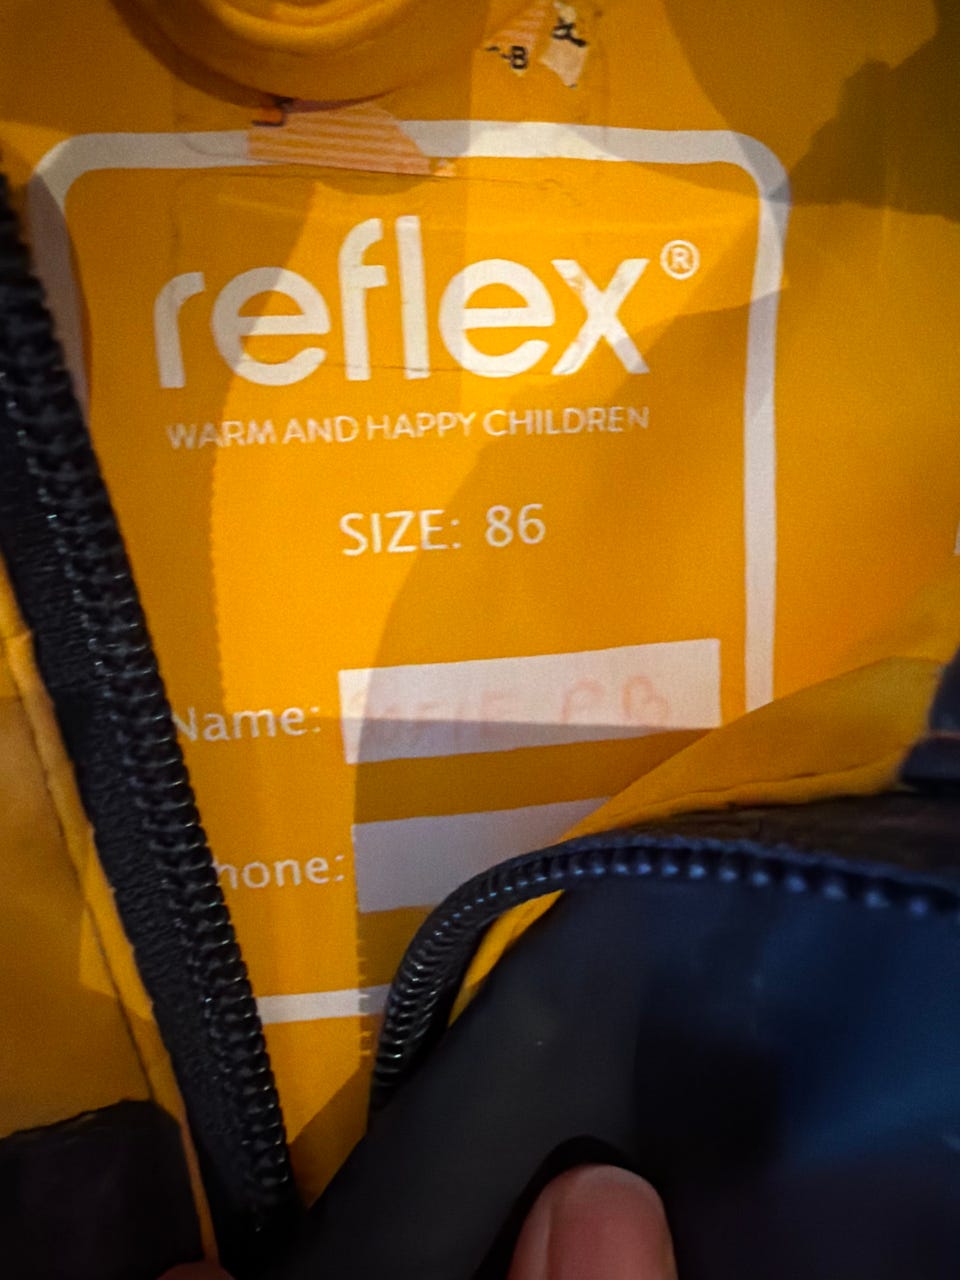 reflex®
WARM AND HAPPY CHILDREN
SIZE: 86
Name:
hone: